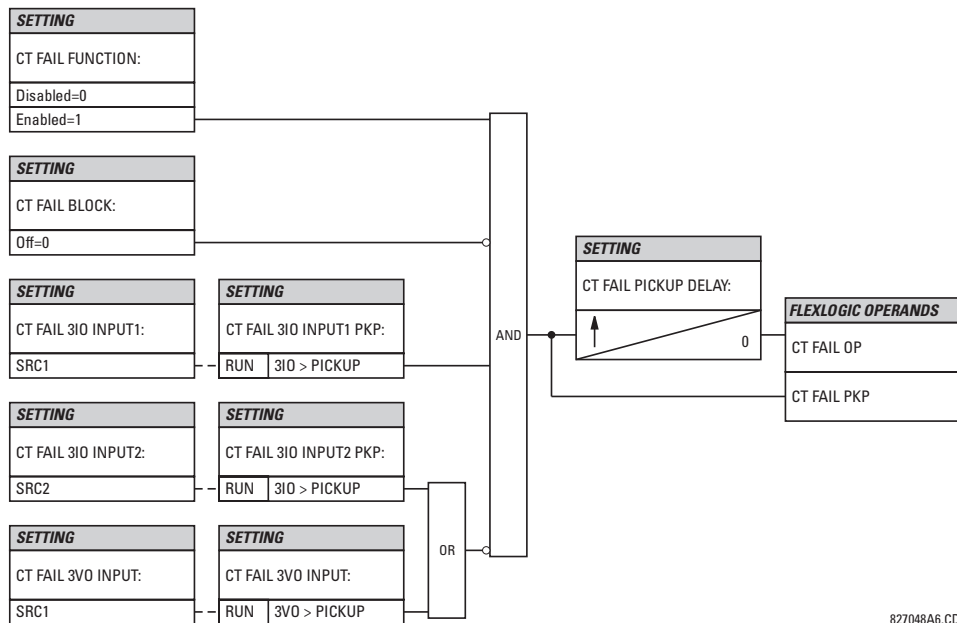 SETTING
CT FAIL FUNCTION:
Disabled=0
Enabled=1
SETTING
CT FAIL BLOCK:
Off=0
SETTING
CT FAIL 3IO INPUT1:
SRC1
SETTING
CT FAIL 3IO INPUT1 PKP:
RUN 3IO > PICKUP
SETTING
CT FAIL 3IO INPUT2:
SRC2
SETTING
CT FAIL 3IO INPUT2 PKP:
RUN 3IO > PICKUP
SETTING
CT FAIL 3VO INPUT:
SRC1
SETTING
CT FAIL 3VO INPUT:
RUN 3VO > PICKUP
OR
AND
SETTING
CT FAIL PICKUP DELAY:
0
FLEXLOGIC OPERANDS
CT FAIL OP
CT FAIL PKP
827048A6.CD